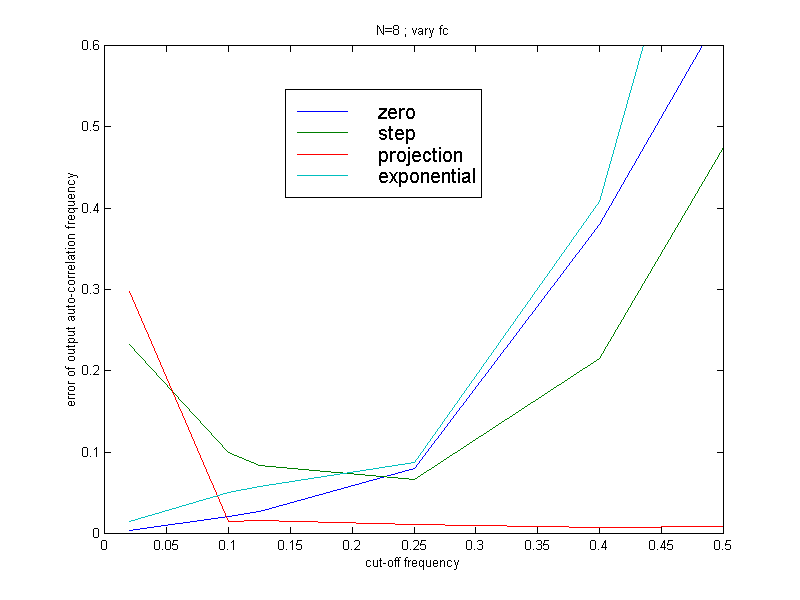 N=8 ; vary fc
zero
step
projection
exponential
0.6
0.5
0.4
0.3
0.2
0.1
0
error of output auto-correlation frequency
0 0.05 0.1 0.15 0.2 0.25 0.3 0.35 0.4 0.45 0.5
cut-off frequency